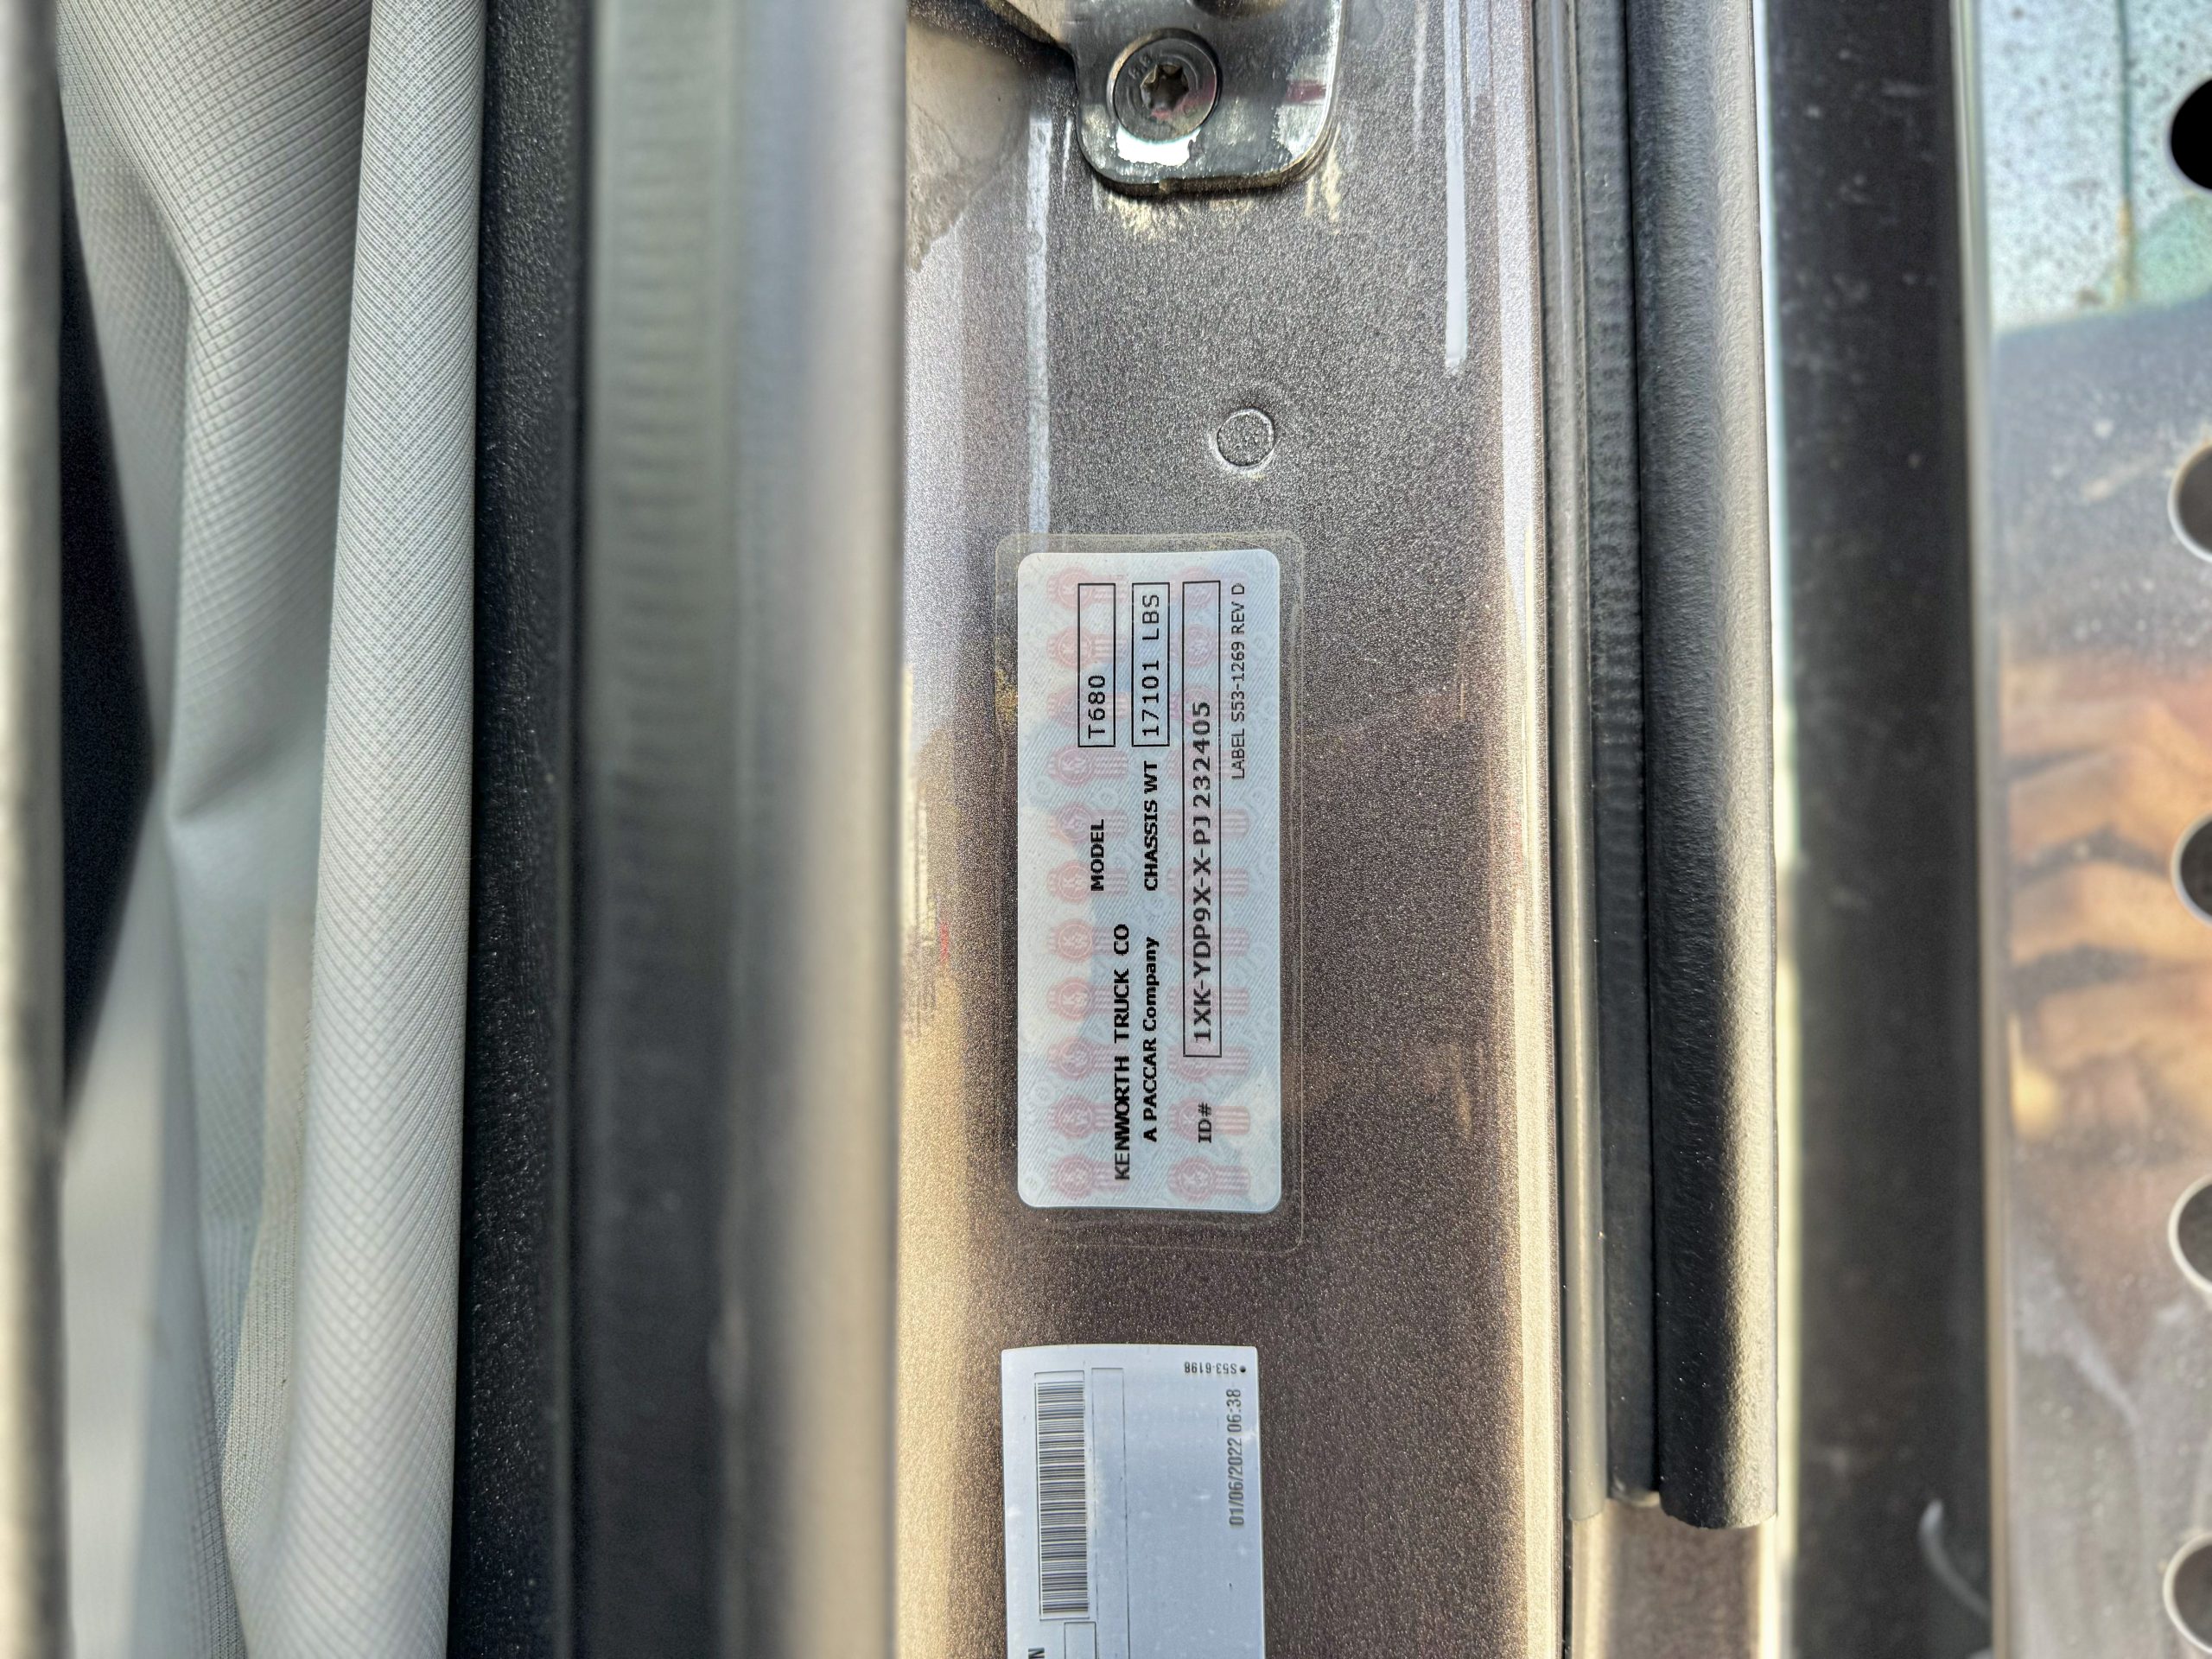 KENWORTH TRUCK CO MODEL T680
A PACCAR Company CHASSIS WT 17101 LBS
ID# 1XK-YDP9X-X-PJ232405
LABEL S53-1269 REV D
S53-6198
01/06/2022 06:38